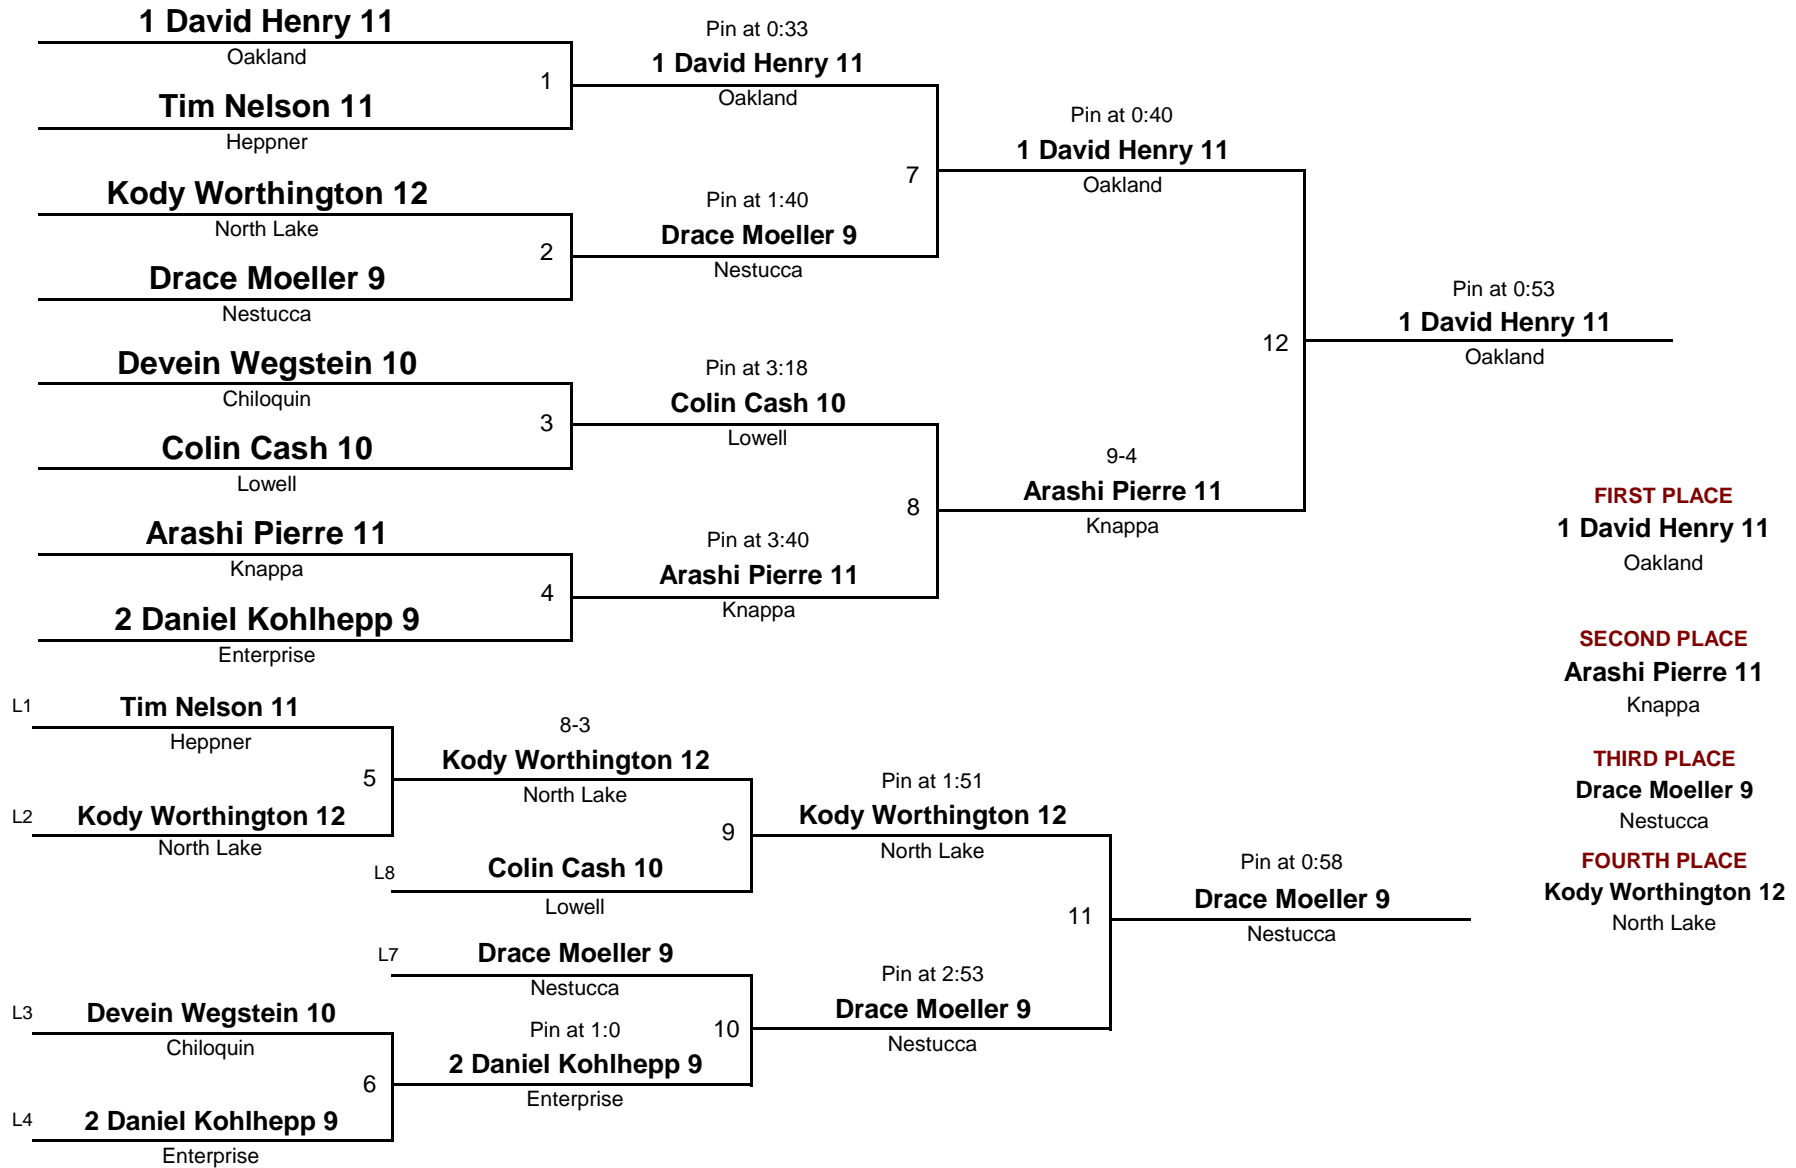 1 David Henry 11
Oakland
1
Tim Nelson 11
Heppner
Kody Worthington 12
North Lake
2
Drace Moeller 9
Nestucca
Devein Wegstein 10
Chiloquin
3
Colin Cash 10
Lowell
Arashi Pierre 11
Knappa
4
2 Daniel Kohlhepp 9
Enterprise
Pin at 0:33
1 David Henry 11
Oakland
7
Pin at 1:40
Drace Moeller 9
Nestucca
Pin at 3:18
Colin Cash 10
Lowell
8
Pin at 3:40
Arashi Pierre 11
Knappa
Pin at 0:40
1 David Henry 11
Oakland
12
9-4
Arashi Pierre 11
Knappa
Pin at 0:53
1 David Henry 11
Oakland
FIRST PLACE
1 David Henry 11
Oakland
SECOND PLACE
Arashi Pierre 11
Knappa
THIRD PLACE
Drace Moeller 9
Nestucca
FOURTH PLACE
Kody Worthington 12
North Lake
L1
Tim Nelson 11
Heppner
5
L2
Kody Worthington 12
North Lake
L3
Devein Wegstein 10
Chiloquin
6
L4
2 Daniel Kohlhepp 9
Enterprise
8-3
Kody Worthington 12
North Lake
9
L8
Colin Cash 10
Lowell
L7
Drace Moeller 9
Nestucca
10
Pin at 1:0
2 Daniel Kohlhepp 9
Enterprise
Pin at 1:51
Kody Worthington 12
North Lake
11
Pin at 2:53
Drace Moeller 9
Nestucca
Pin at 0:58
Drace Moeller 9
Nestucca